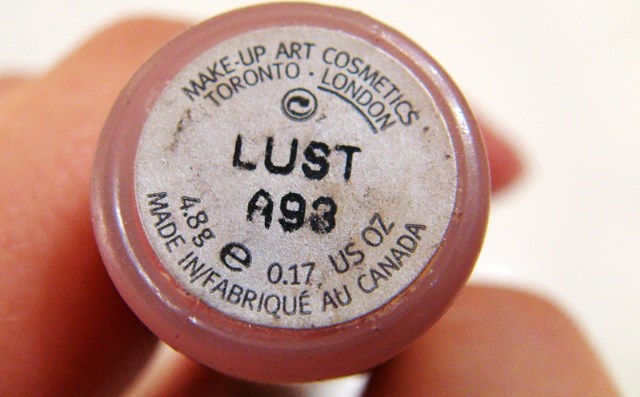 MAKE-UP ART COSMETICS
TORONTO · LONDON
LUST
A93
4.8g e 0.17 US OZ
MADE IN/FABRIQUÉ AU CANADA